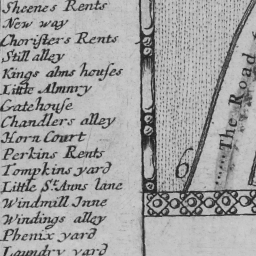 Sheenes Rents
New way
Choristers Rents
Still alley
Kings alms houses
Little Almnry
Gatehouse
Chandlers alley
Horn Court
Perkins Rents
Tompkins yard
Little St. Anns lane
Windmill Inne
Windings alley
Phenix yard
Laundry yard
The Road
6